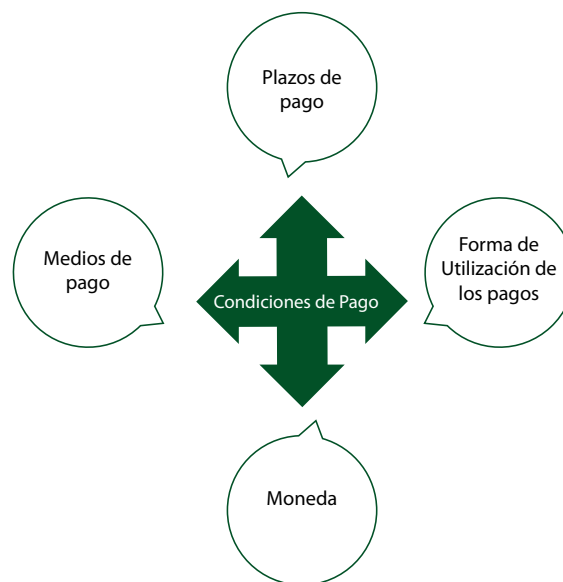 Plazos de
pago
Medios de
pago
Condiciones de Pago
Forma de
Utilización de
los pagos
Moneda